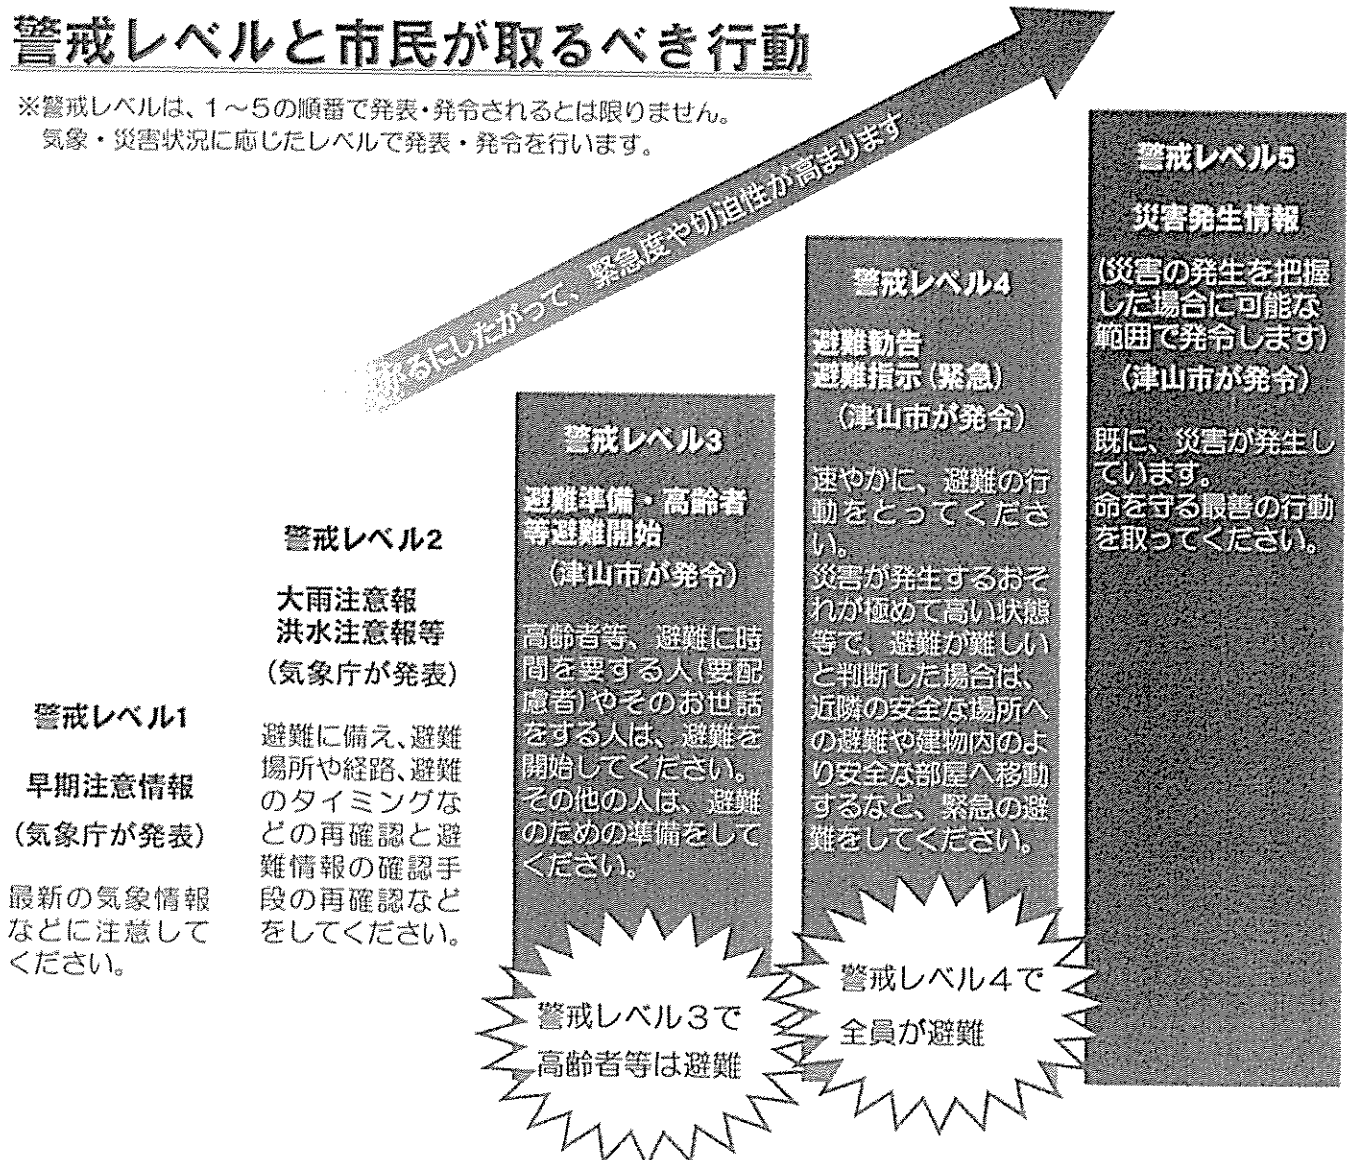 警戒レベルと市民が取るべき行動
※警戒レベルは、1～5の順番で発表・発令されるとは限りません。
気象・災害状況に応じたレベルで発表・発令を行います。
にしたがって、緊急度や切迫性が高まります
警戒レベル1
早期注意情報
(気象庁が発表)
最新の気象情報
などに注意して
ください。
警戒レベル2
大雨注意報
洪水注意報等
(気象庁が発表)
避難に備え、避難
場所や経路、避難
のタイミングな
どの再確認と避
難情報の確認手
段の再確認など
をしてください。
警戒レベル3
避難準備・高齢者
等避難開始
(津山市が発令)
高齢者等、避難に時
間を要する人(要配
慮者)やそのお世話
をする人は、避難を
開始してください。
その他の人は、避難
のための準備をして
ください。
警戒レベル3で
高齢者等は避難
警戒レベル4
避難勧告
避難指示(緊急)
(津山市が発令)
速やかに、避難の行
動をとってくださ
い。
災害が発生するおそ
れが極めて高い状態
等で、避難が難しい
と判断した場合は、
近隣の安全な場所へ
の避難や建物内のよ
り安全な部屋へ移動
するなど、緊急の避
難をしてください。
警戒レベル4で
全員が避難
警戒レベル5
災害発生情報
(災害の発生を把握
した場合に可能な
範囲で発令します)
(津山市が発令)
既に、災害が発生し
ています。
命を守る最善の行動
を取ってください。